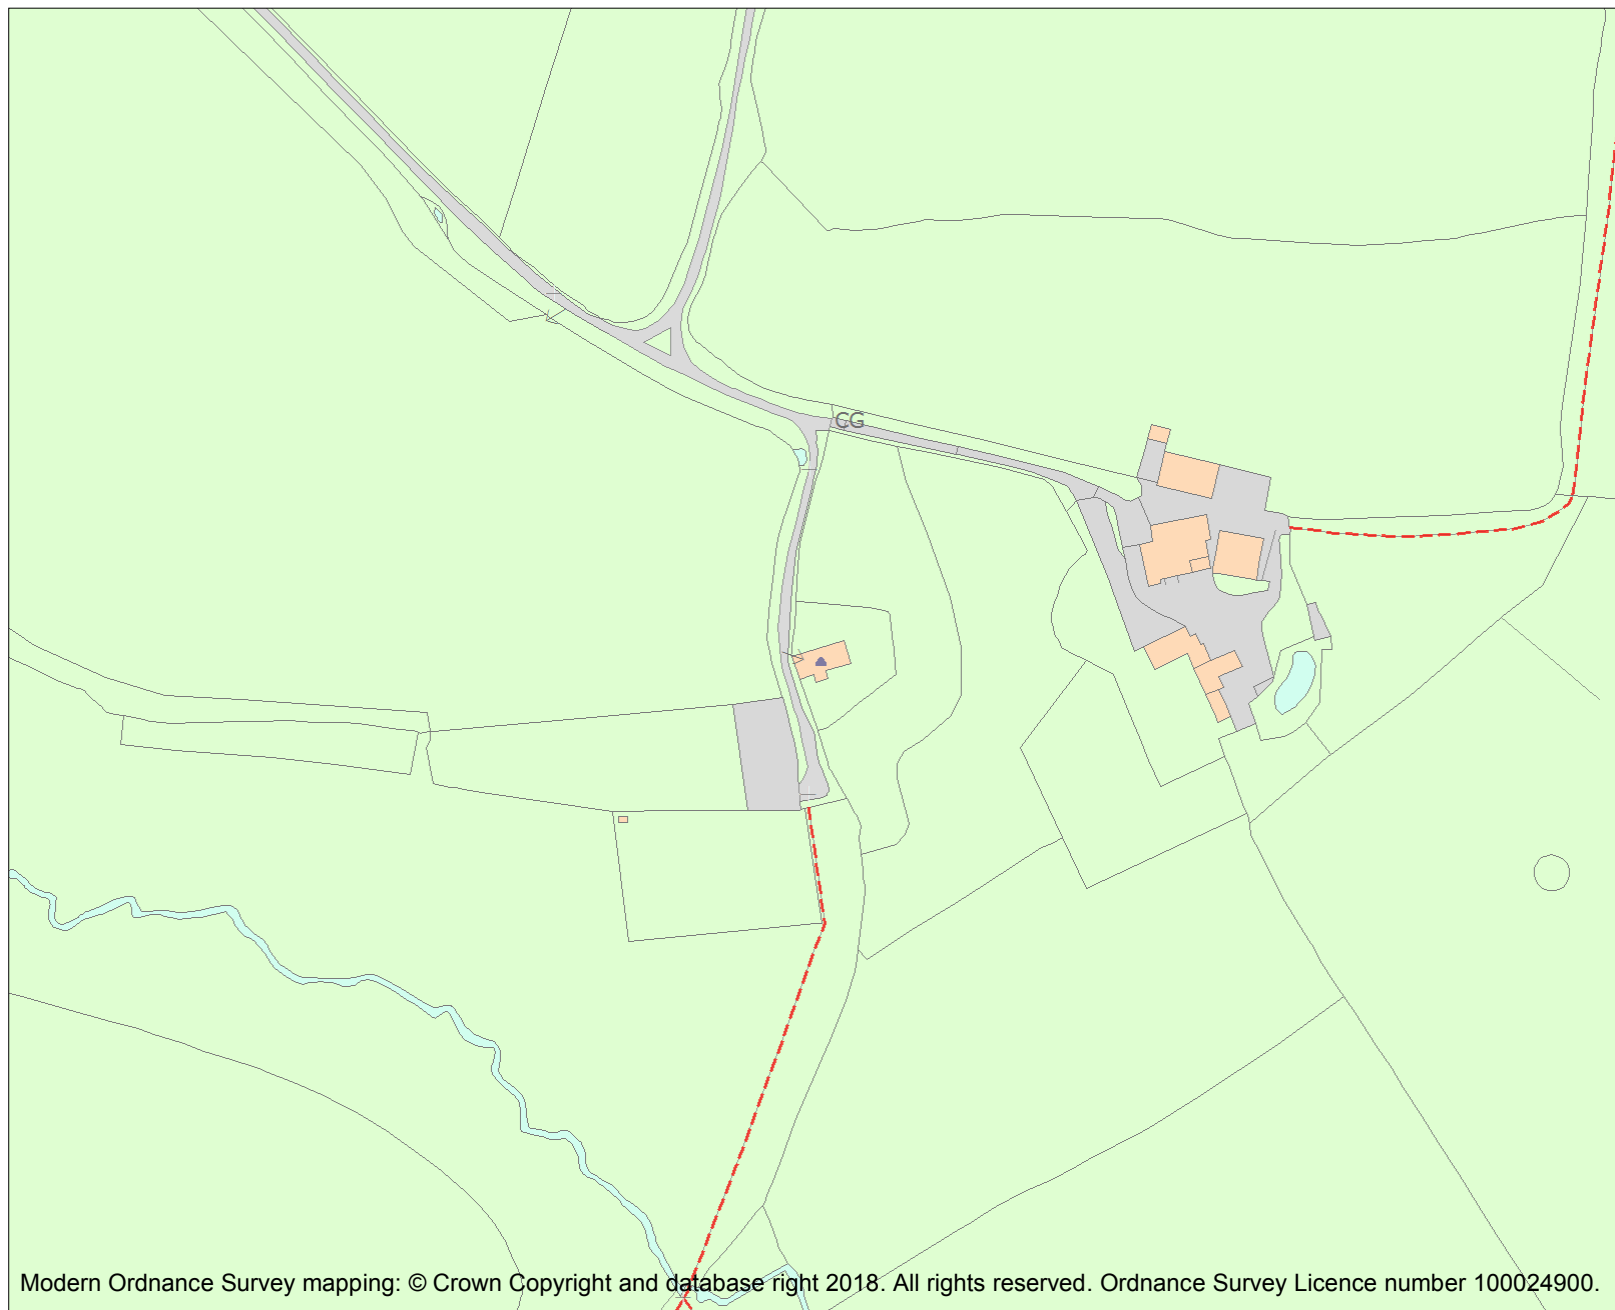 CG
Modern Ordnance Survey mapping: © Crown Copyright and database right 2018. All rights reserved. Ordnance Survey Licence number 100024900.